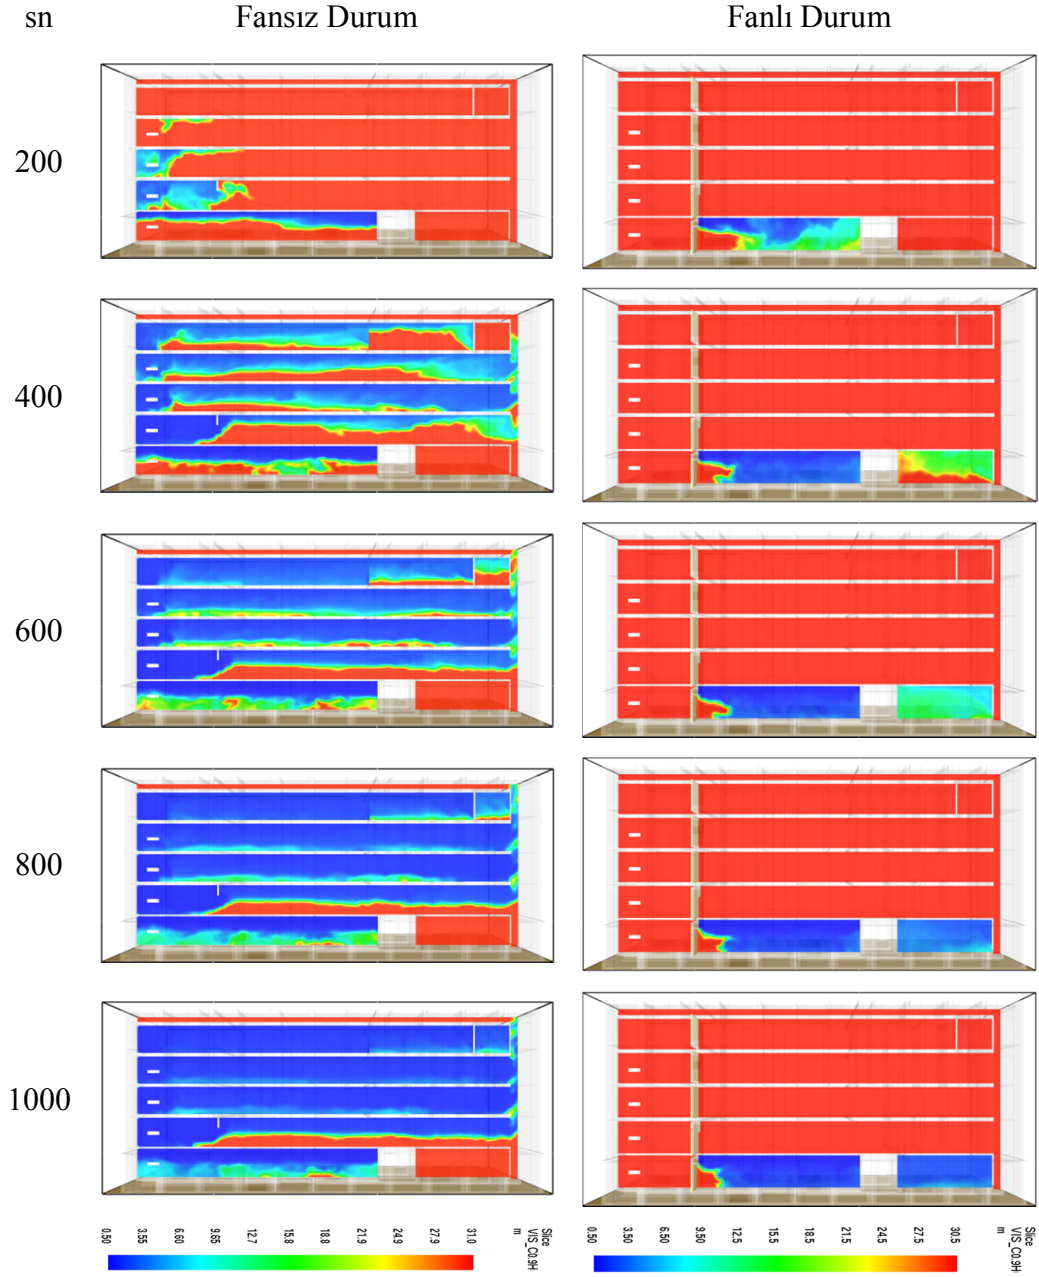 sn Fansız Durum Fanlı Durum
200
400
600
800
1000
0.50 3.55 6.60 9.65 12.7 15.8 18.8 21.9 24.9 27.9 31.0
Slice
VIS_C0.9H
m
0.50 3.50 6.50 9.50 12.5 15.5 18.5 21.5 24.5 27.5 30.5
Slice
VIS_C0.9H
m